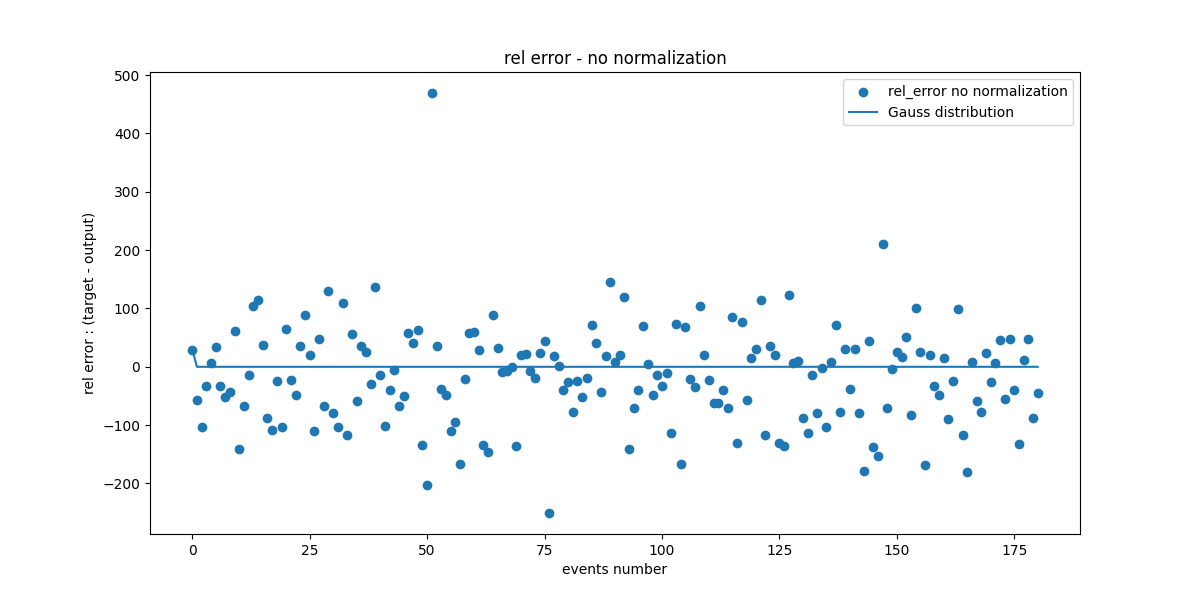 rel error - no normalization
rel error : (target - output)
500
400
300
200
100
0
−100
−200
rel_error no normalization
Gauss distribution
0 25 50 75 100 125 150 175
events number